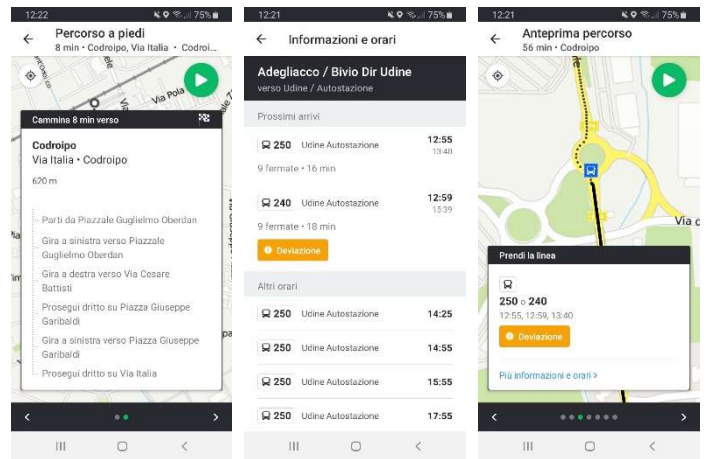 12:22
75%
Percorso a piedi
8 min • Codroipo, Via Italia • Codroi...
Via Pola
Cammina 8 min verso
Codroipo
Via Italia • Codroipo
620 m
Parti da Piazzale Guglielmo Oberdan
Gira a sinistra verso Piazzale
Guglielmo Oberdan
Gira a destra verso Via Cesare
Battisti
Prosegui dritto su Piazza Giuseppe
Garibaldi
Gira a sinistra verso Piazza Giuseppe
Garibaldi
Prosegui dritto su Via Italia
12:21
75%
Informazioni e orari
Adegliacco / Bivio Dir Udine
verso Udine / Autostazione
Prossimi arrivi
250 Udine Autostazione 12:55
13:40
9 fermate • 16 min
240 Udine Autostazione 12:59
15:39
9 fermate • 18 min
Deviazione
Altri orari
250 Udine Autostazione 14:25
250 Udine Autostazione 14:55
250 Udine Autostazione 15:55
250 Udine Autostazione 17:55
12:21
75%
Anteprima percorso
56 min • Codroipo
Via c
Prendi la linea
250 o 240
12:55, 12:59, 13:40
Deviazione
Più informazioni e orari >